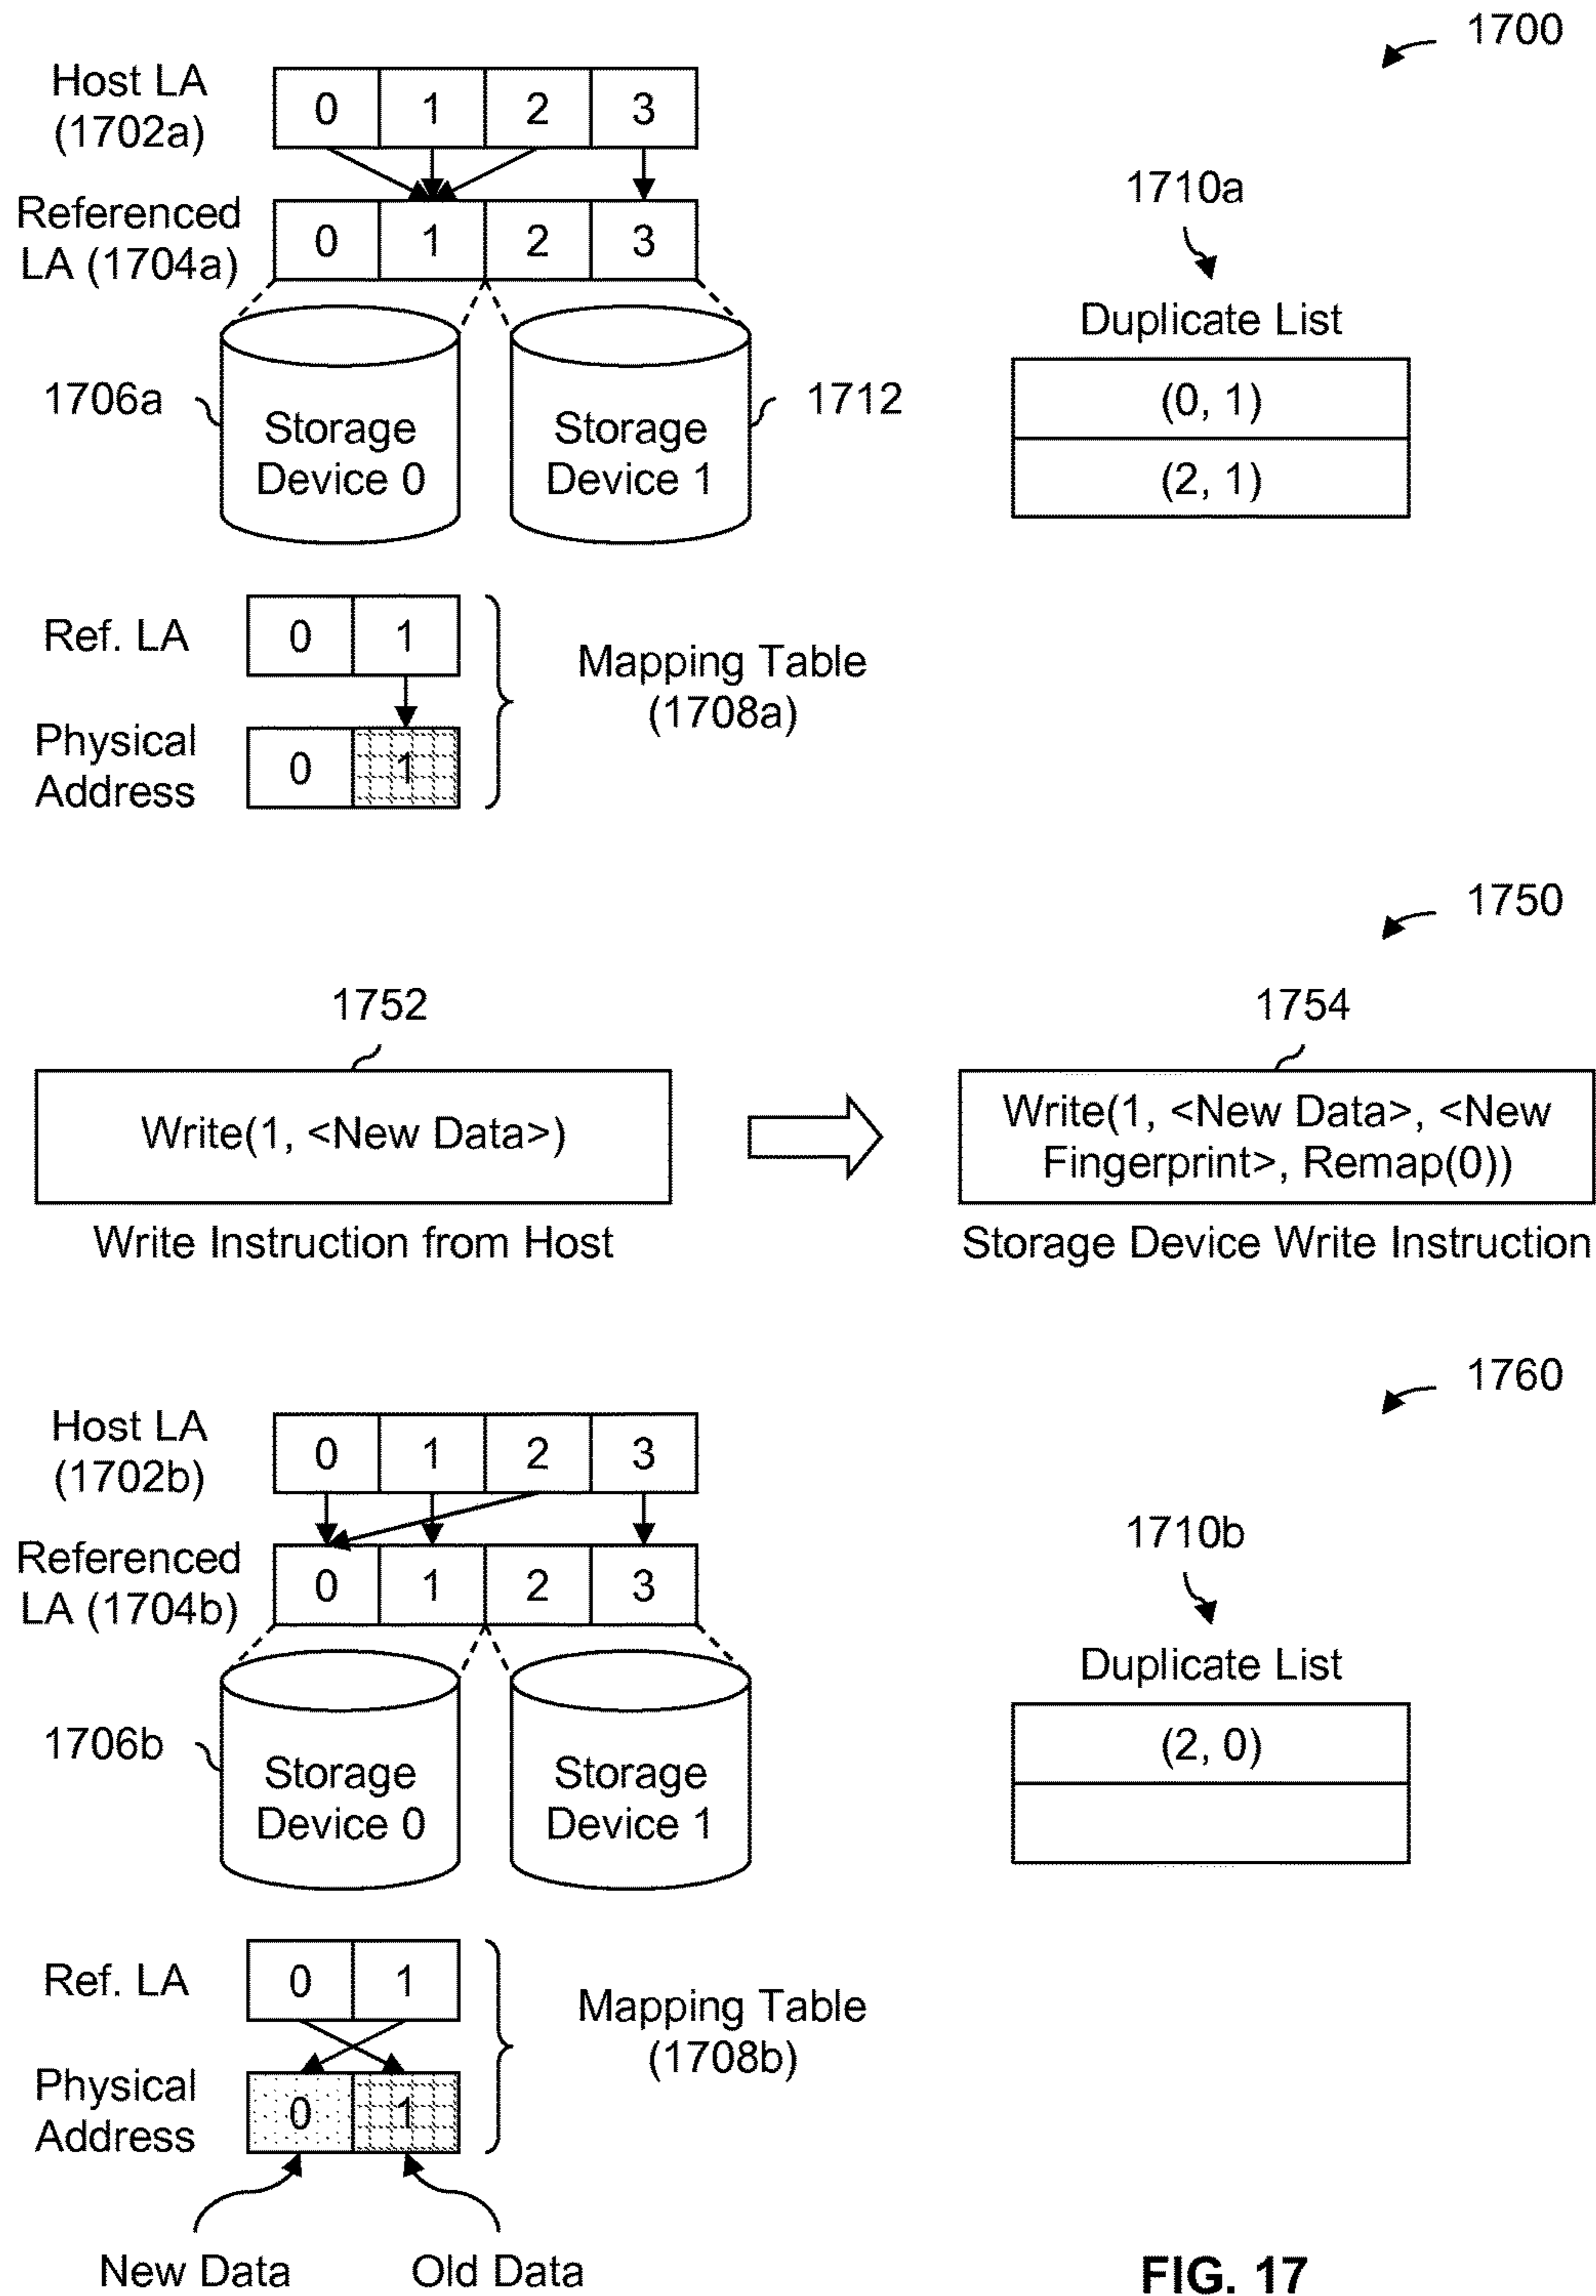 1700
Host LA
(1702a)
0 1 2 3
Referenced
LA (1704a)
0 1 2 3
1710a
Duplicate List
(0, 1)
(2, 1)
1706a
Storage
Device 0
Storage
Device 1
1712
Ref. LA
0 1
Physical
Address
0 1
Mapping Table
(1708a)
1750
1752
Write(1, <New Data>)
Write Instruction from Host
1754
Write(1, <New Data>, <New
Fingerprint>, Remap(0))
Storage Device Write Instruction
1760
Host LA
(1702b)
0 1 2 3
Referenced
LA (1704b)
0 1 2 3
1710b
Duplicate List
(2, 0)
1706b
Storage
Device 0
Storage
Device 1
Ref. LA
0 1
Physical
Address
0 1
Mapping Table
(1708b)
New Data
Old Data
FIG. 17